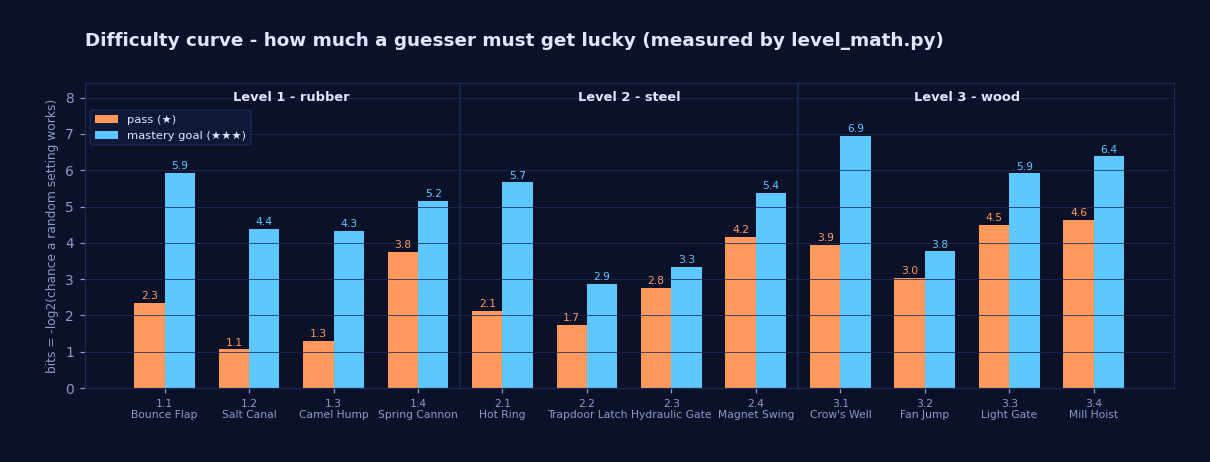 Difficulty curve - how much a guesser must get lucky (measured by level_math.py)
bits = -log2(chance a random setting works)
8
7
6
5
4
3
2
1
0
Level 1 - rubber
Level 2 - steel
Level 3 - wood
pass (★)
mastery goal (★★★)
2.3
5.9
1.1
4.4
1.3
4.3
3.8
5.2
2.1
5.7
1.7
2.9
2.8
3.3
4.2
5.4
3.9
6.9
3.0
3.8
4.5
5.9
4.6
6.4
1.1
Bounce Flap
1.2
Salt Canal
1.3
Camel Hump
1.4
Spring Cannon
2.1
Hot Ring
2.2
Trapdoor Latch
2.3
Hydraulic Gate
2.4
Magnet Swing
3.1
Crow's Well
3.2
Fan Jump
3.3
Light Gate
3.4
Mill Hoist